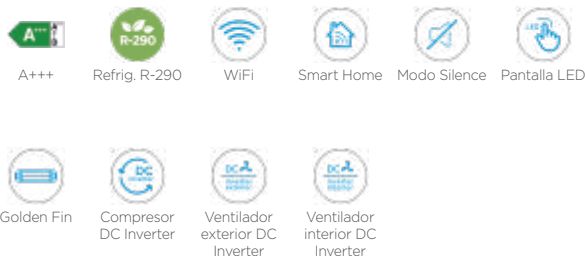 A+++
R-290
LED
A+++
Refrig. R-290
WiFi
Smart Home
Modo Silence
Pantalla LED
DC
DC
DC
Golden Fin
Compresor
DC Inverter
Ventilador
exterior DC
Inverter
Ventilador
interior DC
Inverter